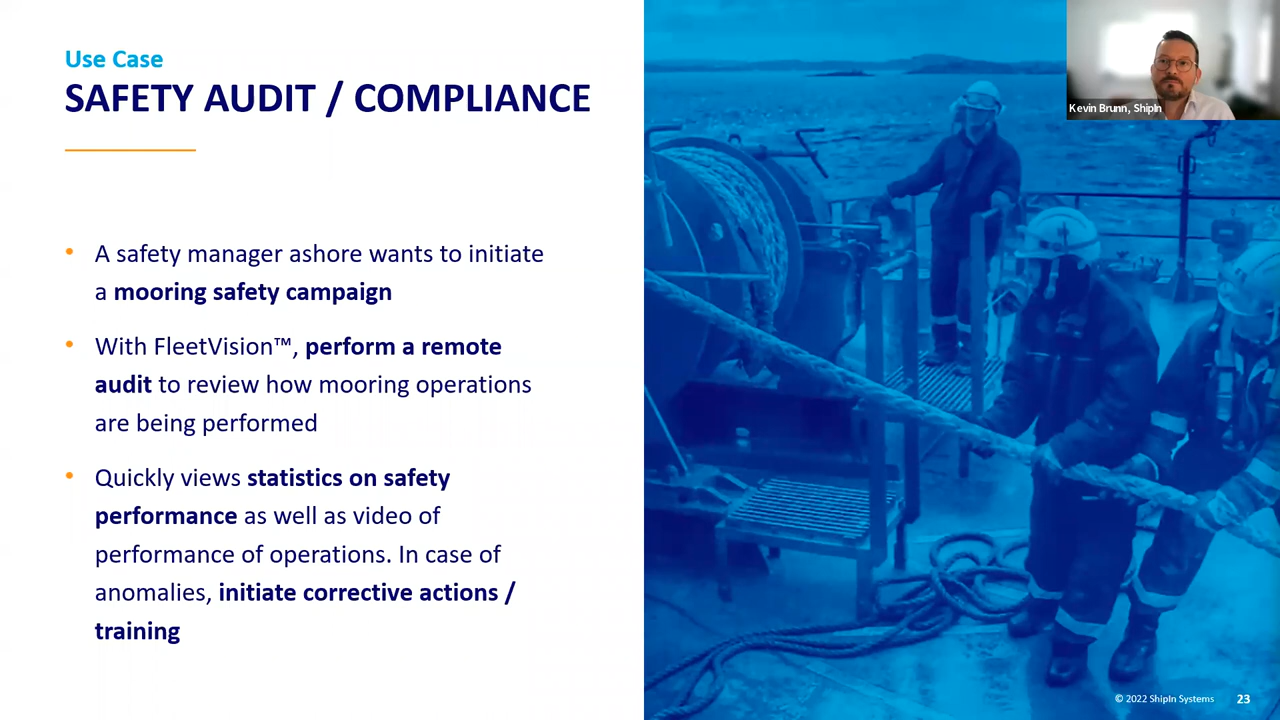 Use Case
SAFETY AUDIT / COMPLIANCE
A safety manager ashore wants to initiate
a mooring safety campaign
With FleetVision™, perform a remote
audit to review how mooring operations
are being performed
Quickly views statistics on safety
performance as well as video of
performance of operations. In case of
anomalies, initiate corrective actions /
training
Kevin Brunn, ShipIn
© 2022 ShipIn Systems 23